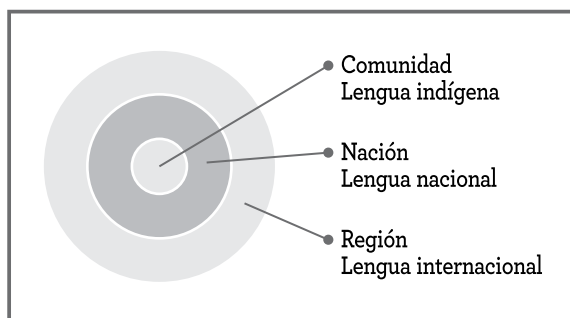 Comunidad
Lengua indígena
Nación
Lengua nacional
Región
Lengua internacional